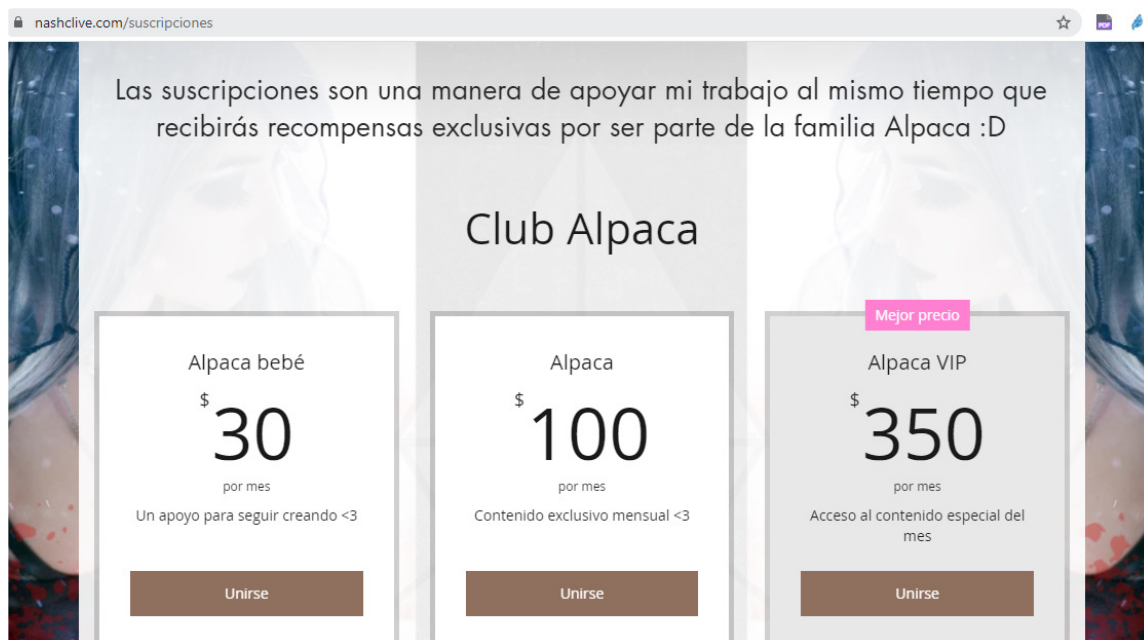 nashclive.com/suscripciones
PDF
Las suscripciones son una manera de apoyar mi trabajo al mismo tiempo que
recibirás recompensas exclusivas por ser parte de la familia Alpaca :D
Club Alpaca
Alpaca bebé
$ 30
por mes
Un apoyo para seguir creando <3
Unirse
Alpaca
$ 100
por mes
Contenido exclusivo mensual <3
Unirse
Mejor precio
Alpaca VIP
$ 350
por mes
Acceso al contenido especial del
mes
Unirse